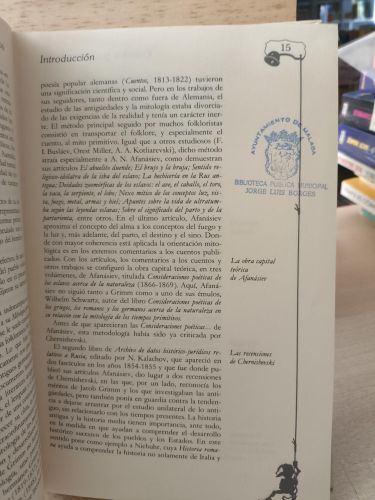 Introducción
15
poesía popular alemanas (Cuentos, 1813-1822) tuvieron
una significación científica y social. Pero en los trabajos de
sus seguidores, tanto dentro como fuera de Alemania, el
estudio de las antigüedades y la mitología estaba divorcia-
do de las exigencias de la realidad y tenía un carácter iner-
te. El método principal seguido por muchos folkloristas
consistió en transportar el folklore, y especialmente el
cuento, al mito primitivo. Igual que a otros estudiosos (F.
I. Busláiev, Orest Miller, A. A. Kotliarevski), dicho método
atraía especialmente a A. N. Afanásiev, como demuestran
sus artículos El abuelito duende; El brujo y la bruja; Sentido re-
ligioso-idólatra de la isba del eslavo; La hechicería en la Rus an-
tigua; Deidades zoomórficas de los eslavos: el ave, el caballo, el toro,
la vaca, la serpiente, el lobo; Nexo mítico de los conceptos luz, vis-
ta, fuego, metal, armas y hiel; Apuntes sobre la vida de ultratum-
ba según las leyendas eslavas; Sobre el significado del parto y de la
parturienta, entre otros. En el último artículo, Afanásiev
aproxima el concepto del alma a los conceptos del fuego y
la luz y, más adelante, del parto, el destino y el sino. Don-
de con mayor coherencia está aplicada la orientación mito-
lógica es en los extensos comentarios a los cuentos publi-
cados. Con los artículos, los comentarios a los cuentos y
otros trabajos se configuró la obra capital teórica, en tres
volúmenes, de Afanásiev, titulada Consideraciones poéticas de
los eslavos acerca de la naturaleza (1866-1869). Aquí, Afaná-
siev no siguió tanto a Grimm como a uno de sus émulos,
Wilhelm Schwartz, autor del libro Consideraciones poéticas de
los griegos, los romanos y los germanos acerca de la naturaleza en
su relación con la mitología de los tiempos primitivos.
Antes de que aparecieran las Consideraciones poéticas... de
Afanásiev, esta metodología había sido ya criticada por
Chernishevski.
El segundo libro de Archivo de datos histórico-jurídicos re-
lativos a Rusia, editado por N. Kalachov, que apareció en
dos fascículos en los años 1854-1855 y que fue donde pu-
blicó sus artículos Afanásiev, dio lugar a dos recensiones
de Chernishevski, en las que, por un lado, reconocía los
méritos de Jacob Grimm y los que investigaban las anti-
güedades, pero también ponía en guardia contra la tenden-
cia a dejarse arrastrar por el estudio unilateral de lo anti-
guo, sin relacionarlo con los tiempos presentes. La historia
antigua y la historia media tienen importancia, ante todo,
en la medida en que ayudan a comprender el desarrollo
histórico sucesivo de los pueblos y los Estados. En este
sentido pone como ejemplo a Niebuhr, cuya Historia roma-
na ayuda a comprender la historia no solamente de Italia y
AYUNTAMIENTO DE MALAGA
BIBLIOTECA PUBLICA MUNICIPAL
JORGE LUIS BORGES
La obra capital
teórica
de Afanásiev
Las recensiones
de Chernishevski